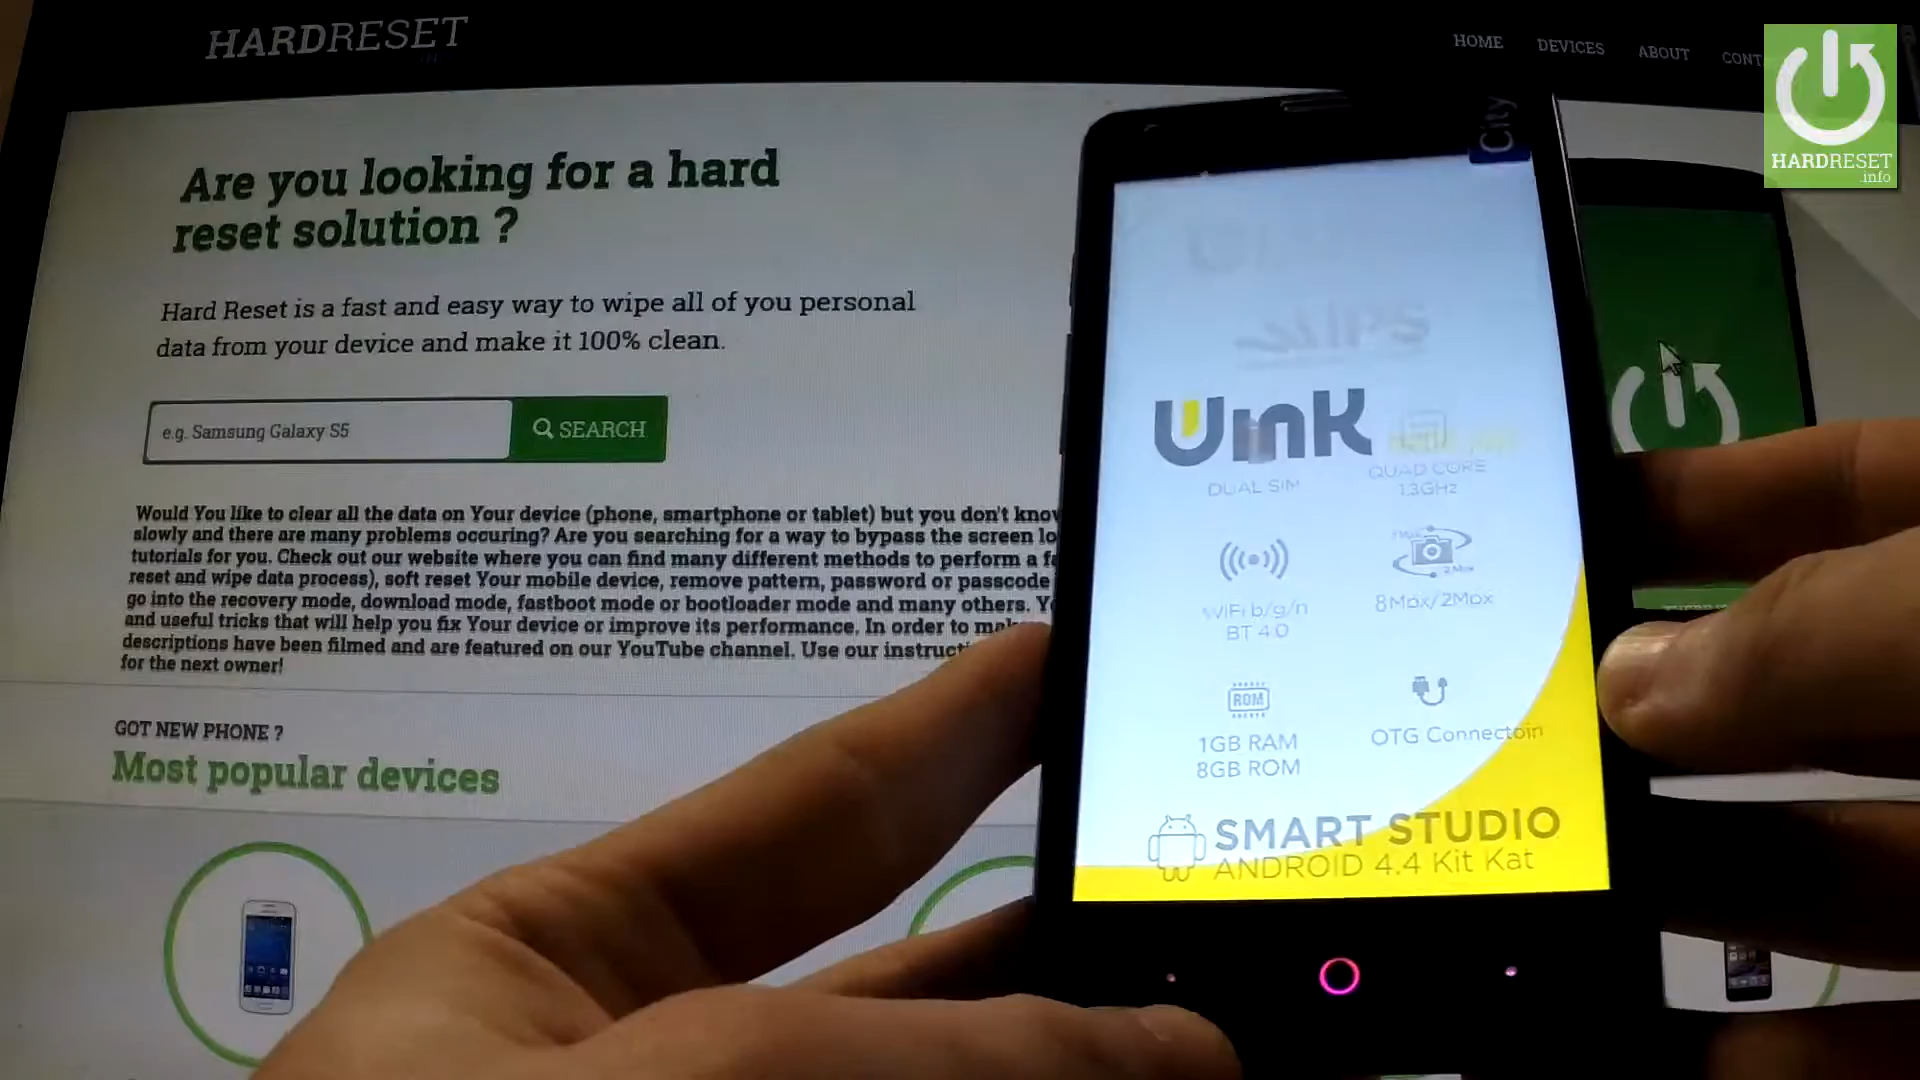 HARDRESET
HOME DEVICES ABOUT
HARDRESET
.info
Are you looking for a hard
reset solution ?
Hard Reset is a fast and easy way to wipe all of you personal
data from your device and make it 100% clean.
e.g. Samsung Galaxy S5
SEARCH
Would You like to clear all the data on Your device (phone, smartphone or tablet) but you don't
slowly and there are many problems occuring? Are you searching for a way to bypass the screen
tutorials for you. Check out our website where you can find many different methods to perform a
reset and wipe data process), soft reset Your mobile device, remove pattern, password or passcode
go into the recovery mode, download mode, fastboot mode or bootloader mode and many others.
and useful tricks that will help you fix Your device or improve its performance. In order to
descriptions have been filmed and are featured on our YouTube channel. Use our
for the next owner!
GOT NEW PHONE ?
Most popular devices
City
DUAL SIM
QUAD CORE
1.3GHz
WiFi b/g/n
BT 4.0
8Mpx/2Mpx
ROM
1GB RAM
8GB ROM
OTG Connectoin
SMART STUDIO
ANDROID 4.4 Kit Kat